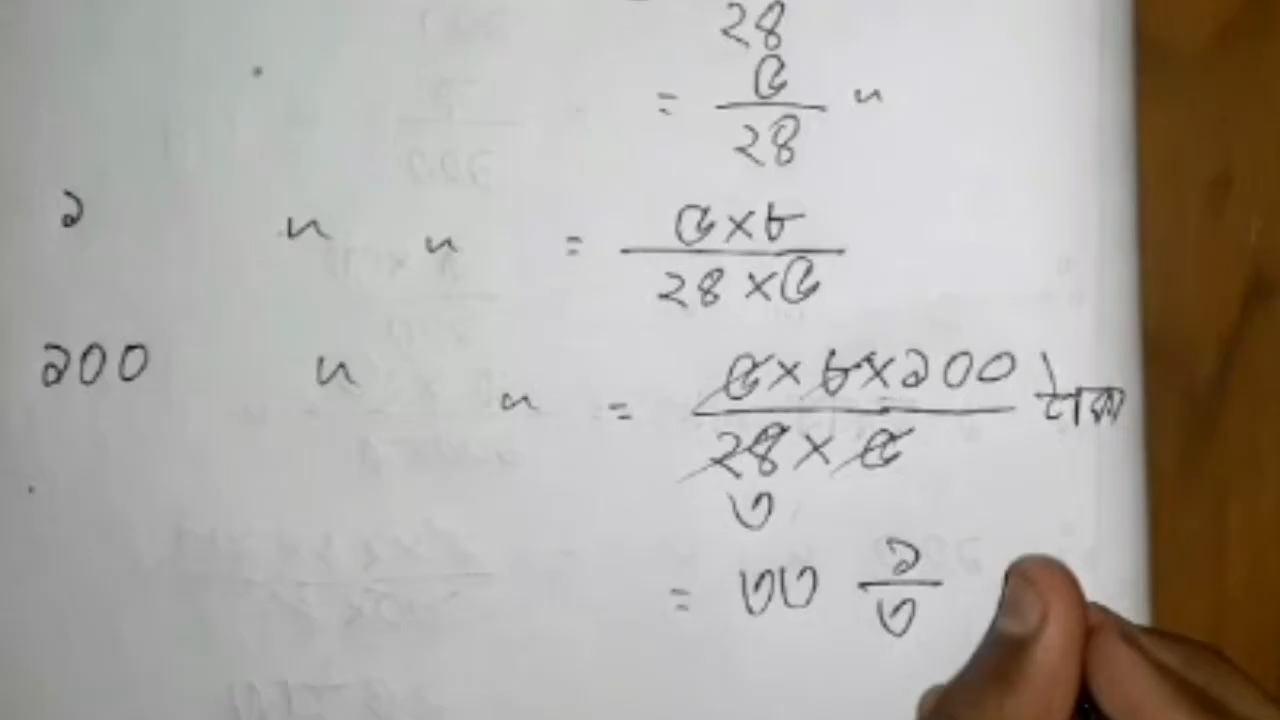 ২৪
= ৫/২৪ "
১ " " = ৫×৮/২৪×৫
১০০ " " = ৫×৮×১০০/২৪×৫ টাকা
৩
= ৩৩ ১/৩